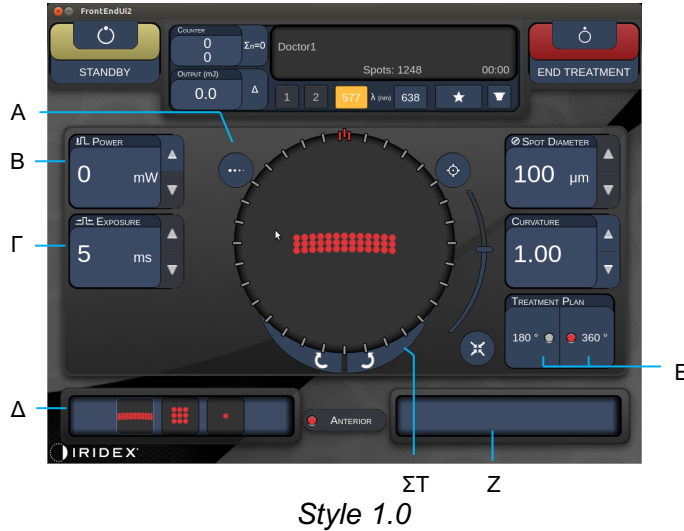 FrontEndUi2
STANDBY
COUNTER
0
0
Σn=0
OUTPUT (mJ)
0.0
Δ
Doctor1
Spots: 1248
00:00
1
2
577
λ (nm)
638
END TREATMENT
Α
Β
POWER
0
mW
Γ
EXPOSURE
5
ms
SPOT DIAMETER
100
µm
CURVATURE
1.00
TREATMENT PLAN
180 °
360 °
Ε
Δ
ANTERIOR
IRIDEX
ΣΤ
Ζ
Style 1.0